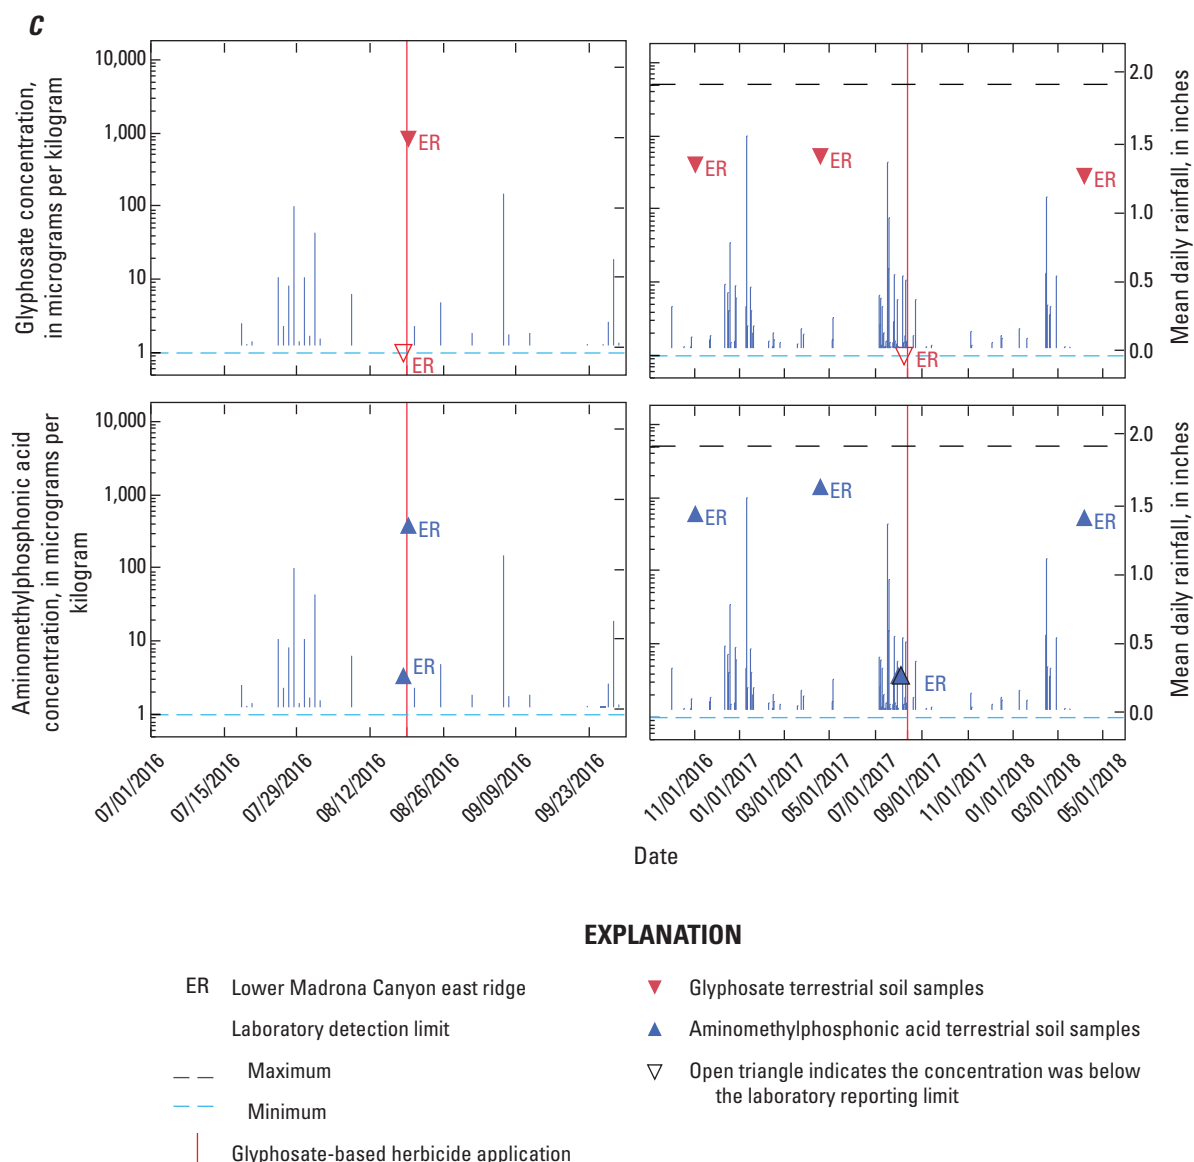 C
Glyphosate concentration,
in micrograms per kilogram
10,000
1,000
100
10
1
ER
ER
ER
ER
ER
ER
2.0
1.5
1.0
0.5
0.0
Mean daily rainfall, in inches
Aminomethylphosphonic acid
concentration, in micrograms per
kilogram
10,000
1,000
100
10
1
ER
ER
ER
ER
ER
ER
2.0
1.5
1.0
0.5
0.0
Mean daily rainfall, in inches
07/01/2016
07/15/2016
07/29/2016
08/12/2016
08/26/2016
09/09/2016
09/23/2016
11/01/2016
01/01/2017
03/01/2017
05/01/2017
07/01/2017
09/01/2017
11/01/2017
01/01/2018
03/01/2018
05/01/2018
Date
EXPLANATION
ER Lower Madrona Canyon east ridge
Laboratory detection limit
Maximum
Minimum
Glyphosate-based herbicide application
Glyphosate terrestrial soil samples
Aminomethylphosphonic acid terrestrial soil samples
Open triangle indicates the concentration was below
the laboratory reporting limit